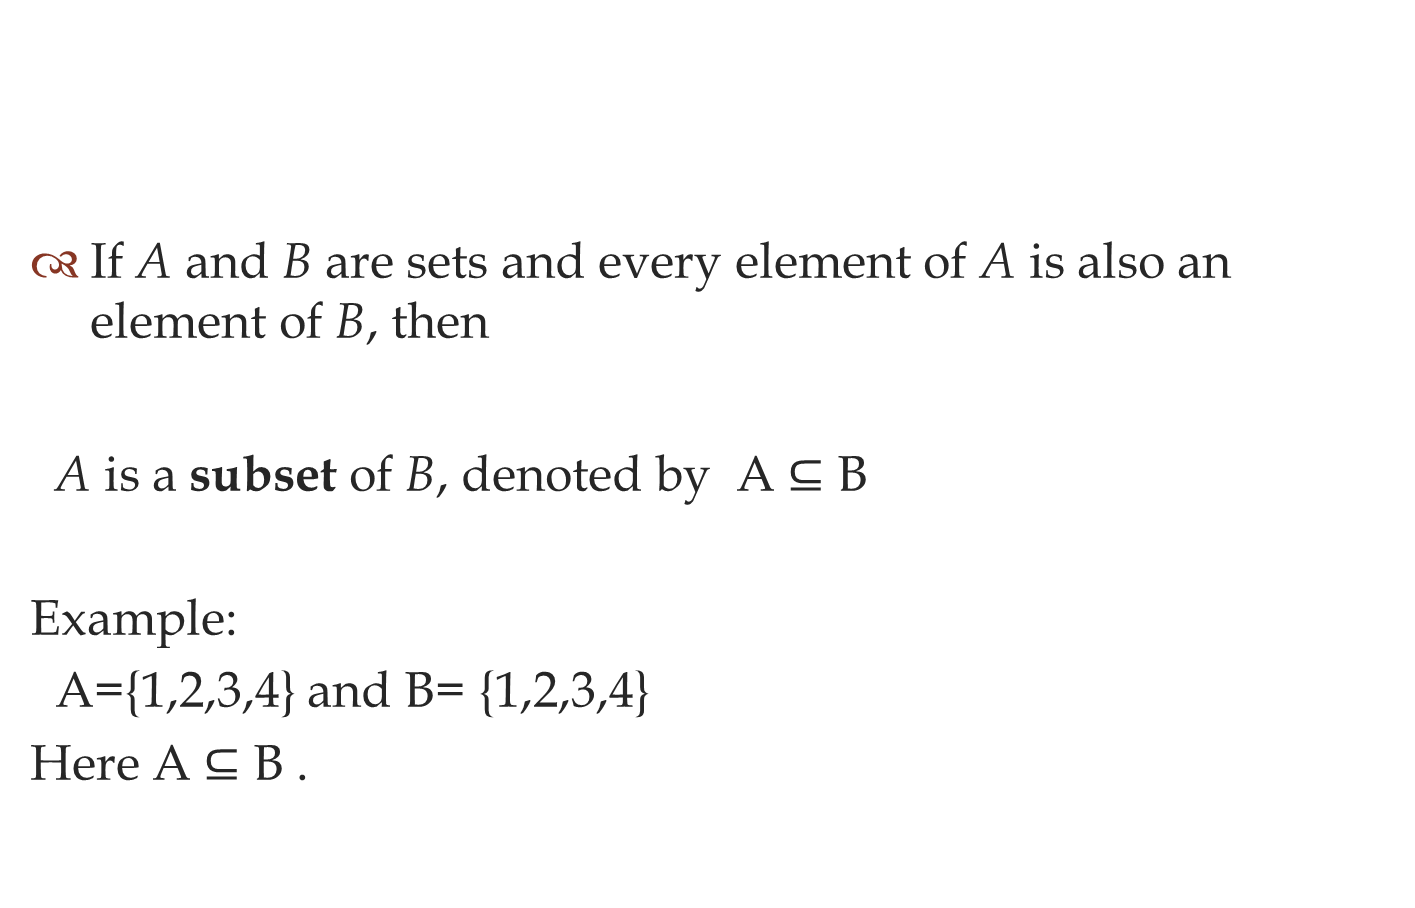 If A and B are sets and every element of A is also an
element of B, then
A is a subset of B, denoted by A ⊆ B
Example:
A={1,2,3,4} and B= {1,2,3,4}
Here A ⊆ B .